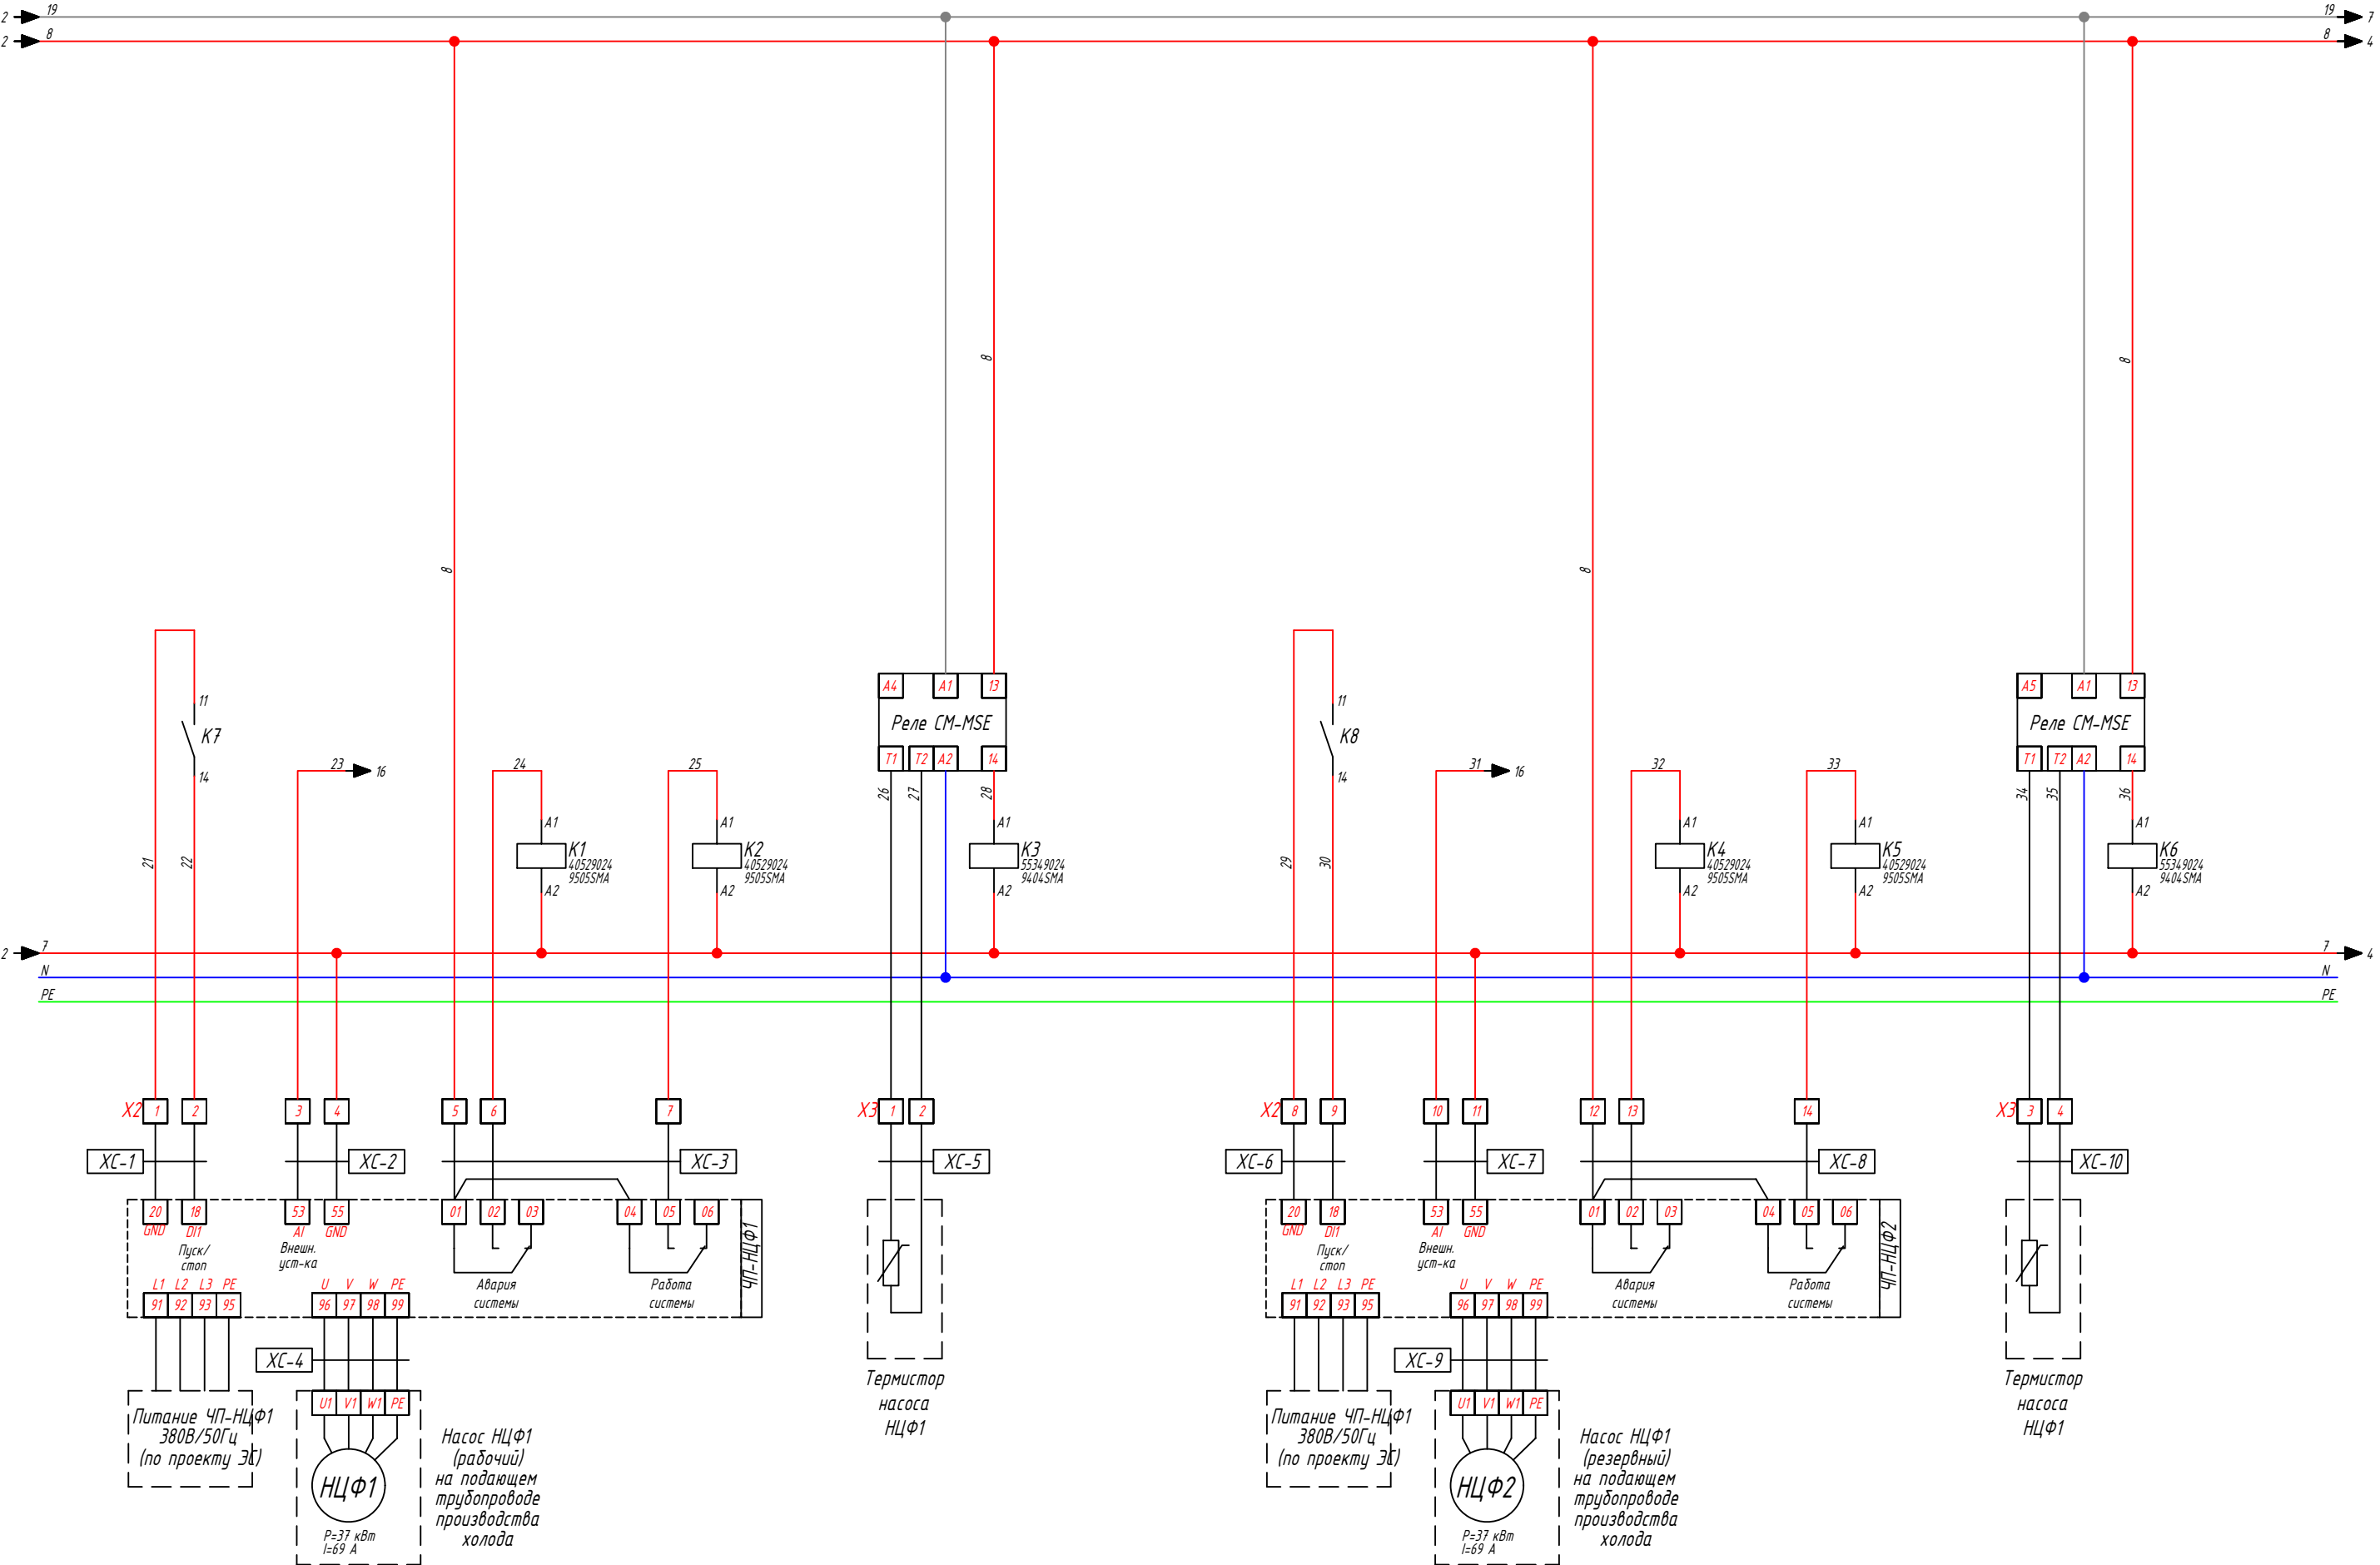 2 19 19 7
2 8 8 4
8 8
8 8
A4 A1 13
Реле СМ-MSE
T1 T2 A2 14
A5 A1 13
Реле СМ-MSE
T1 T2 A2 14
11
K7
14
11
K8
14
23 16
24
25
26 27 28
31 16
32
33
34 35 36
21 22
A1
K1
40529024
9505SMA
A2
A1
K2
40529024
9505SMA
A2
A1
K3
55349024
9404SMA
A2
29 30
A1
K4
40529024
9505SMA
A2
A1
K5
40529024
9505SMA
A2
A1
K6
55349024
9404SMA
A2
2 7 7 4
N N
PE PE
X2 1 2 3 4 5 6 7
X3 1 2
X2 8 9 10 11 12 13 14
X3 3 4
XC-1 XC-2 XC-3 XC-5
XC-6 XC-7 XC-8 XC-10
20 18 53 55 01 02 03 04 05 06
GND DI1 AI GND
Пуск/
стоп
Внешн.
уст-ка
L1 L2 L3 PE
91 92 93 95
U V W PE
96 97 98 99
Авария
системы
Работа
системы
ЧП-НЦФ1
XC-4
U1 V1 W1 PE
Питание ЧП-НЦФ1
380В/50Гц
(по проекту ЭС)
НЦФ1
P=37 кВт
I=69 А
Насос НЦФ1
(рабочий)
на подающем
трубопроводе
производства
холода
Термистор
насоса
НЦФ1
20 18 53 55 01 02 03 04 05 06
GND DI1 AI GND
Пуск/
стоп
Внешн.
уст-ка
L1 L2 L3 PE
91 92 93 95
U V W PE
96 97 98 99
Авария
системы
Работа
системы
ЧП-НЦФ2
XC-9
U1 V1 W1 PE
Питание ЧП-НЦФ1
380В/50Гц
(по проекту ЭС)
НЦФ2
P=37 кВт
I=69 А
Насос НЦФ1
(резервный)
на подающем
трубопроводе
производства
холода
Термистор
насоса
НЦФ1